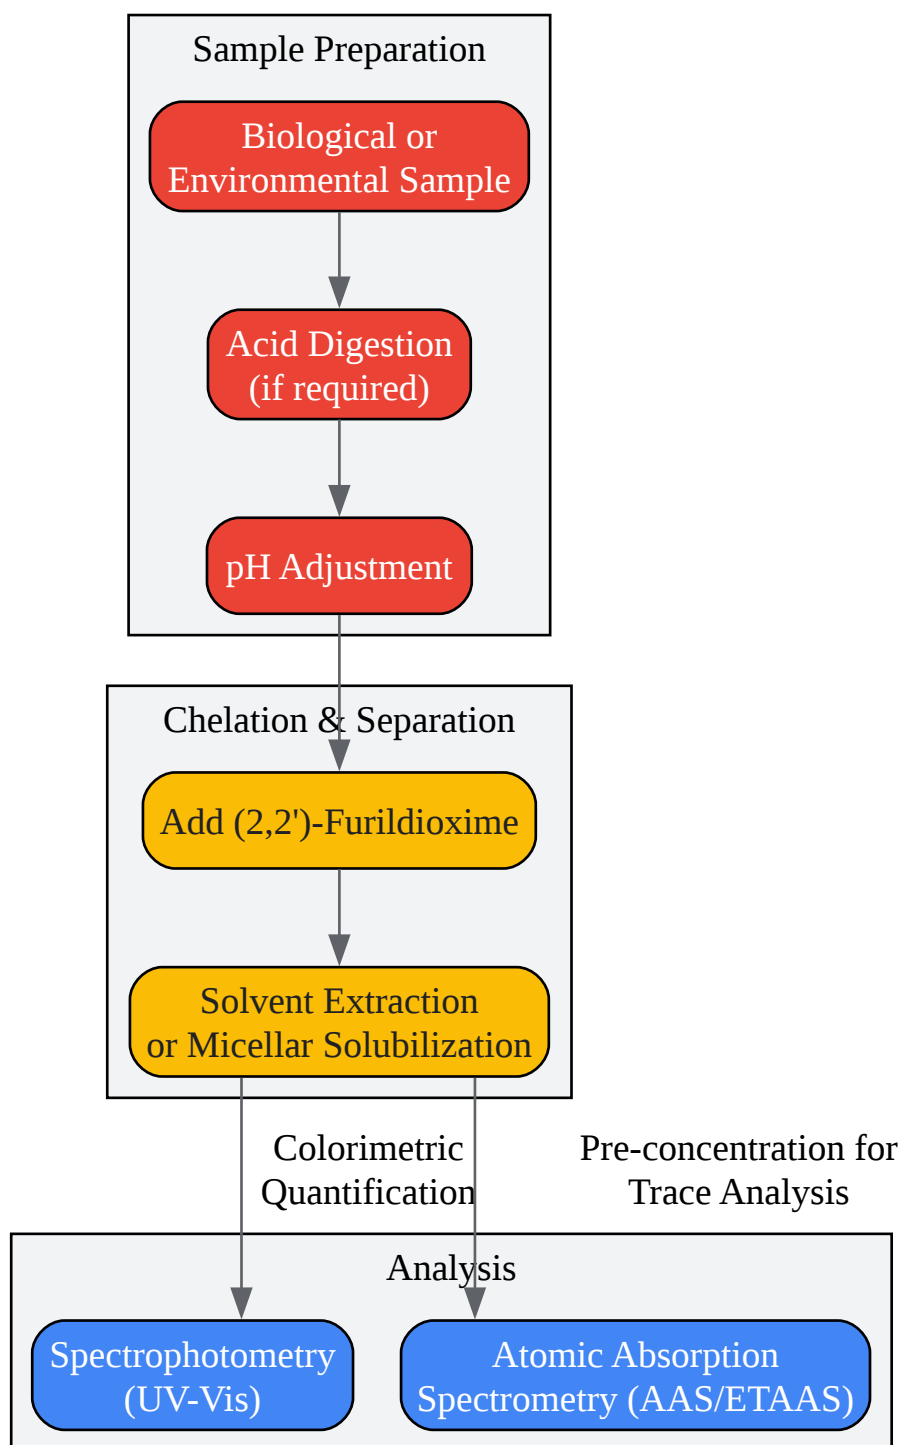 Sample Preparation
Biological or
Environmental Sample
Acid Digestion
(if required)
pH Adjustment
Chelation & Separation
Add (2,2')-Furildioxime
Solvent Extraction
or Micellar Solubilization
Colorimetric
Quantification
Pre-concentration for
Trace Analysis
Analysis
Spectrophotometry
(UV-Vis)
Atomic Absorption
Spectrometry (AAS/ETAAS)